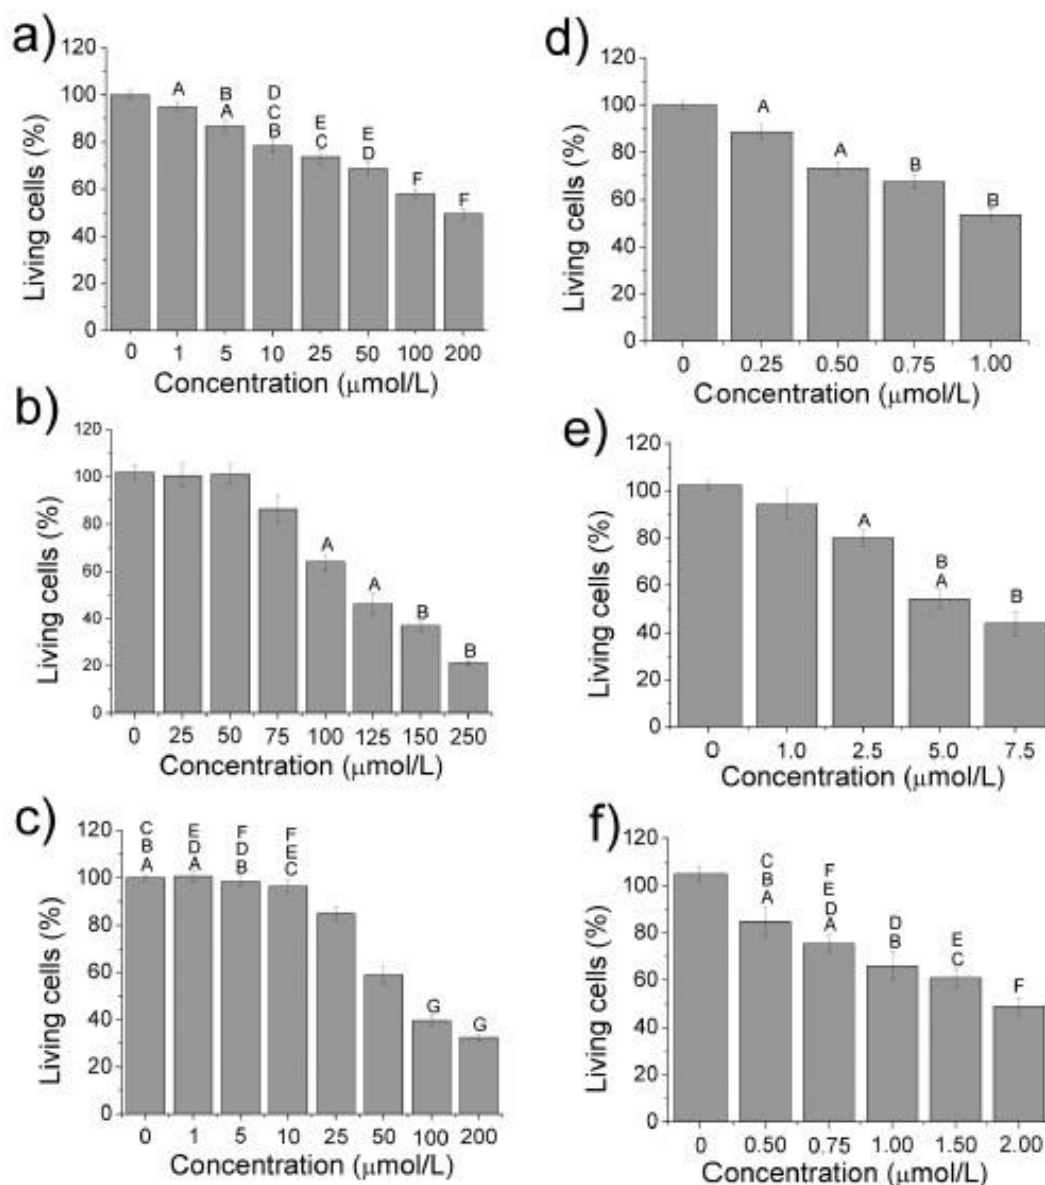 a)
120
100
80
60
40
20
0
Living cells (%)
A
B
A
D
C
B
E
C
E
D
F
F
0 1 5 10 25 50 100 200
Concentration (μmol/L)
b)
120
100
80
60
40
20
0
Living cells (%)
A
A
B
B
0 25 50 75 100 125 150 250
Concentration (μmol/L)
c)
120
100
80
60
40
20
0
Living cells (%)
C
B
A
E
D
A
F
D
B
F
E
C
G
G
0 1 5 10 25 50 100 200
Concentration (μmol/L)
d)
120
100
80
60
40
20
0
Living cells (%)
A
A
B
B
0 0.25 0.50 0.75 1.00
Concentration (μmol/L)
e)
120
100
80
60
40
20
0
Living cells (%)
A
B
A
B
0 1.0 2.5 5.0 7.5
Concentration (μmol/L)
f)
120
100
80
60
40
20
0
Living cells (%)
C
B
A
F
E
D
A
D
B
E
C
F
0 0.50 0.75 1.00 1.50 2.00
Concentration (μmol/L)